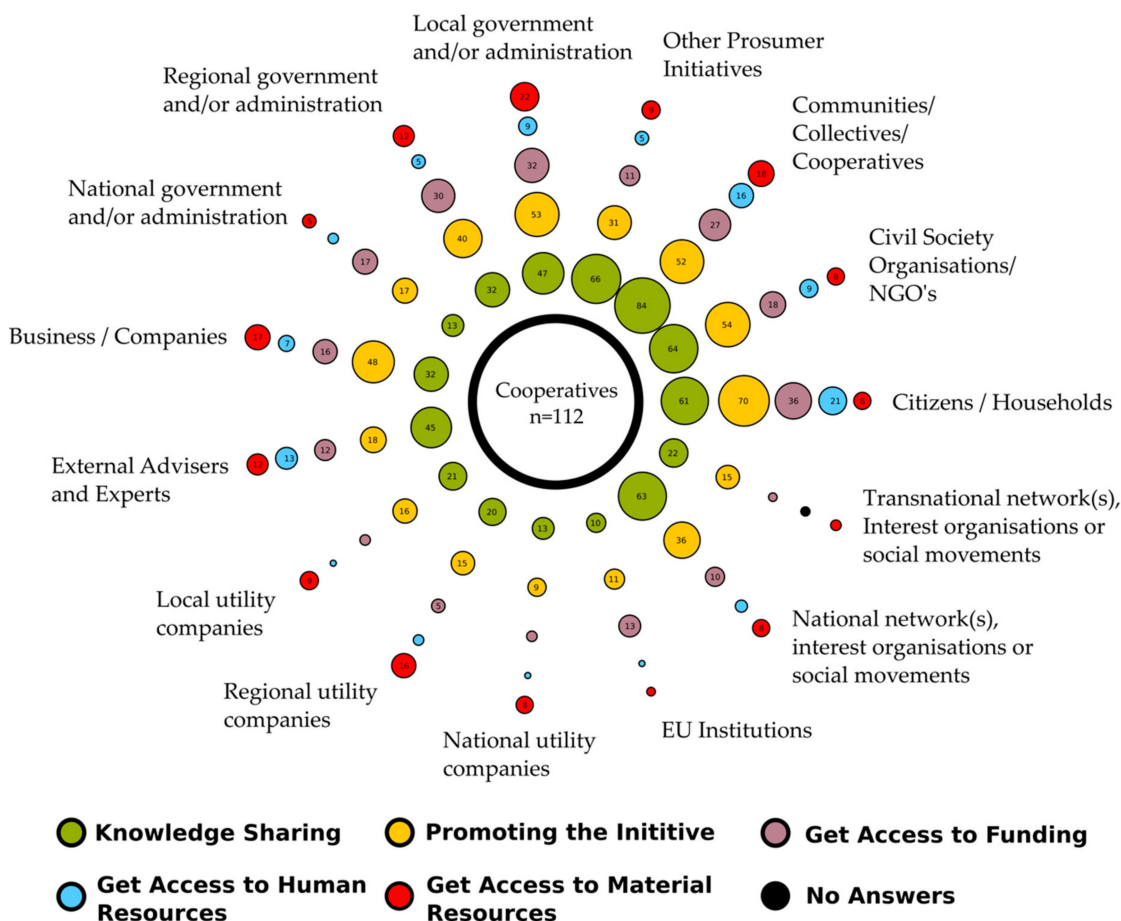 Local government
and/or administration
22
9
32
53
47
Other Prosumer
Initiatives
9
5
11
31
66
Communities/
Collectives/
Cooperatives
18
16
27
52
84
Civil Society
Organisations/
NGO's
8
9
18
54
64
Citizens / Households
8
21
36
70
61
Transnational network(s),
Interest organisations or
social movements
15
22
National network(s),
interest organisations or
social movements
8
10
36
63
EU Institutions
13
11
10
National utility
companies
8
9
13
Regional utility
companies
16
5
15
20
Local utility
companies
9
16
21
External Advisers
and Experts
12
13
12
18
45
Business / Companies
17
7
16
48
32
National government
and/or administration
5
17
17
13
Regional government
and/or administration
12
5
30
40
32
Cooperatives
n=112
Knowledge Sharing
Promoting the Inititive
Get Access to Funding
Get Access to Human
Resources
Get Access to Material
Resources
No Answers